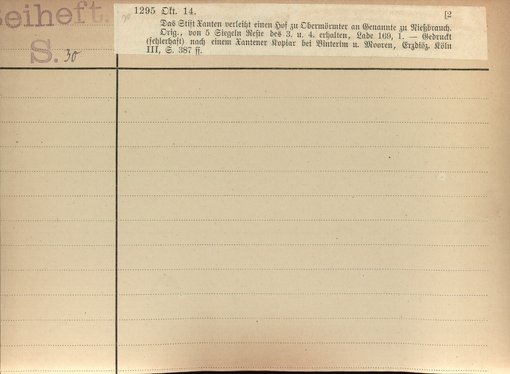 Beiheft.
S. 30
1295 Okt. 14. [2
Das Stift Xanten verleiht einen Hof zu Obermörmter an Genannte zu Nießbrauch.
Orig., von 5 Siegeln Reste des 3. u. 4. erhalten, Lade 169, 1. — Gedruckt
(fehlerhaft) nach einem Xantener Kopiar bei Binterim u. Mooren, Erzdiöz. Köln
III, S. 387 ff.